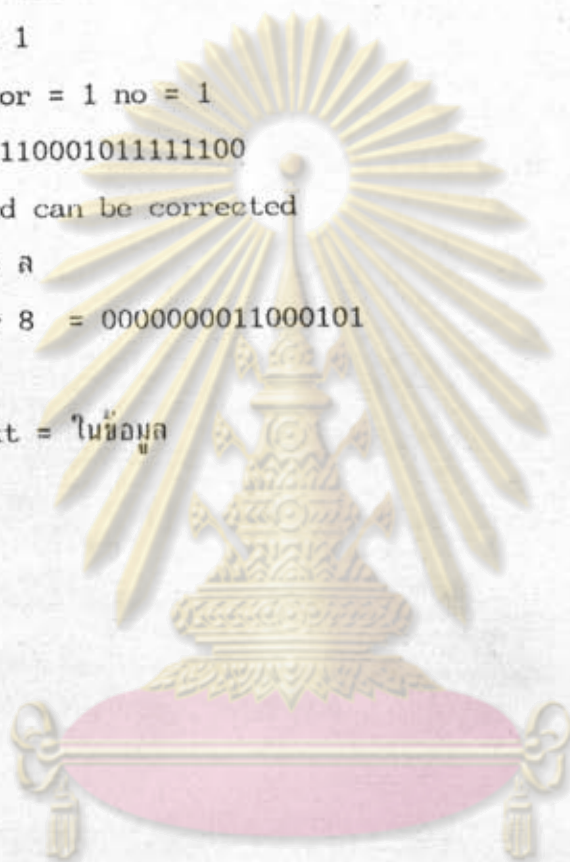 1
or = 1 no = 1
110001011111100
d can be corrected
ล
8 = 0000000011000101
t = ในข้อมูล